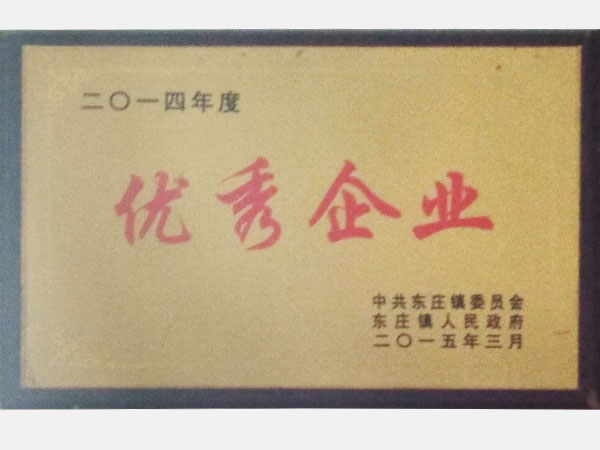 二〇一四年度
优秀企业
中共东庄镇委员会
东庄镇人民政府
二〇一五年三月